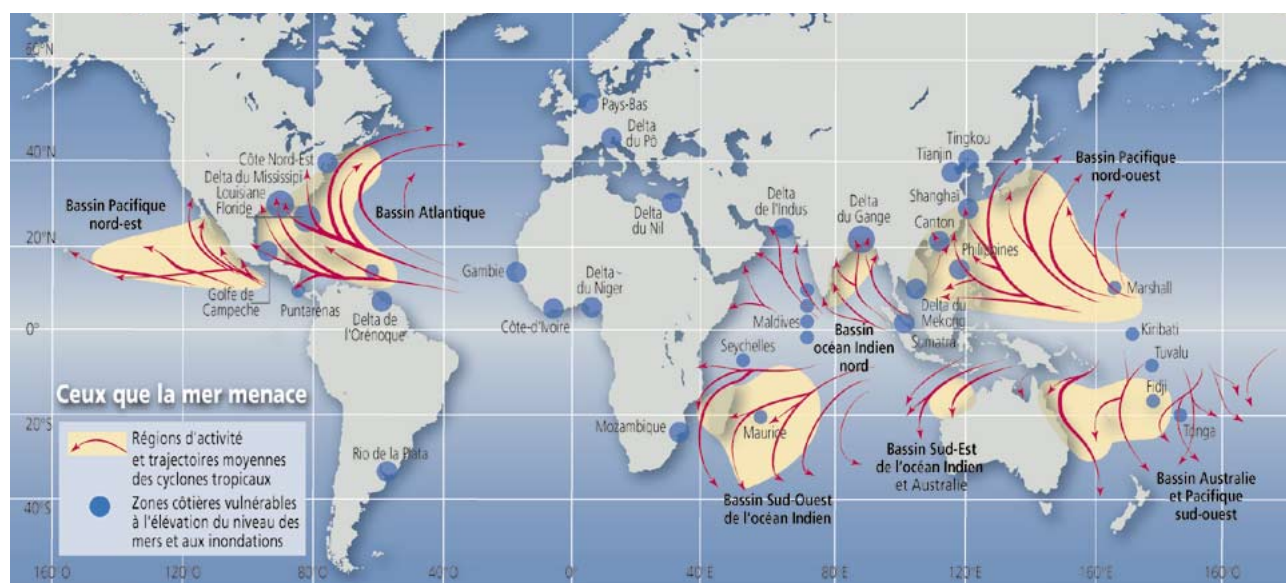 60°N
40°N
20°N
0°
20°S
40°S
Pays-Bas
Delta
du Pô
Tingkou
Tianjin
Côte Nord-Est
Delta du Mississipi
Louisiane
Floride
Bassin Pacifique
nord-est
Bassin Atlantique
Delta
du Nil
Delta
de l'Indus
Delta
du Gange
Shanghaï
Canton
Philippines
Bassin Pacifique
nord-ouest
Gambie
Delta
du Niger
Golfe de
Campeche
Puntarenas
Delta de
l'Orénoque
Côte-d'Ivoire
Maldives
Seychelles
Bassin
océan Indien
nord
Delta du
Mékong
Sumatra
Marshall
Kiribati
Tuvalu
Fidji
Tonga
Mozambique
Maurice
Rio de la Plata
Bassin Sud-Ouest
de l'océan Indien
Bassin Sud-Est
de l'océan Indien
et Australie
Bassin Australie
et Pacifique
sud-ouest
Ceux que la mer menace
Régions d'activité
et trajectoires moyennes
des cyclones tropicaux
Zones côtières vulnérables
à l'élévation du niveau des
mers et aux inondations
160°O
80°O
40°O
0°
40°E
80°E
120°E
160°E
160°O